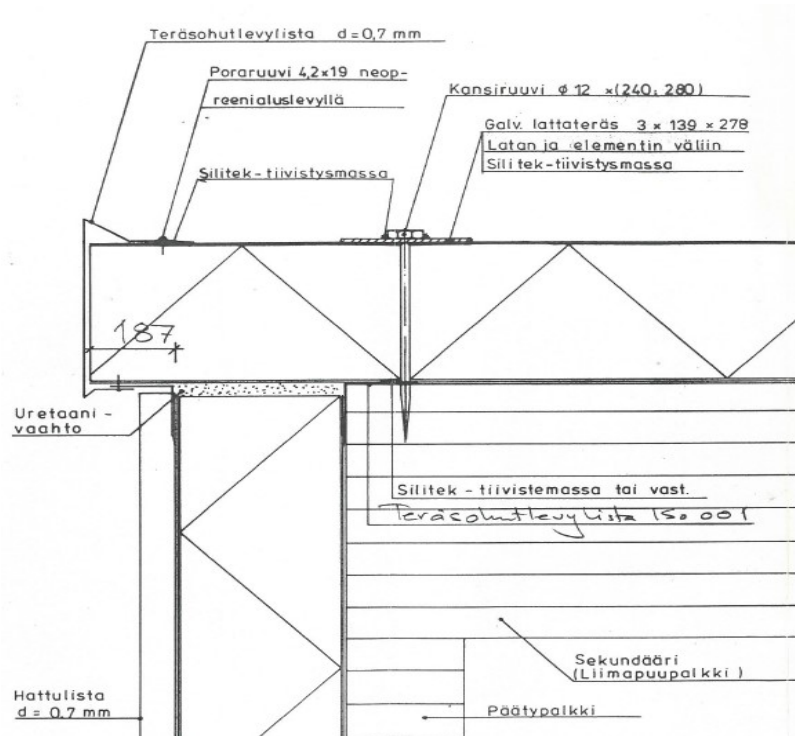 Teräsohutlevylista d=0,7 mm
Poraruuvi 4,2x19 neop-
reenialuslevyllä
Silitek-tiivistysmassa
Kansiruuvi ϕ 12 x(240; 280)
Galv. lattateräs 3 x 139 x 278
Latan ja elementin väliin
Silitek-tiivistysmassa
187
Uretaani-
vaahto
Silitek - tiivistemassa tai vast.
Teräsohutlevylista ISO 001
Sekundääri
(Liimapuupalkki)
Hattulista
d = 0,7 mm
Päätypalkki